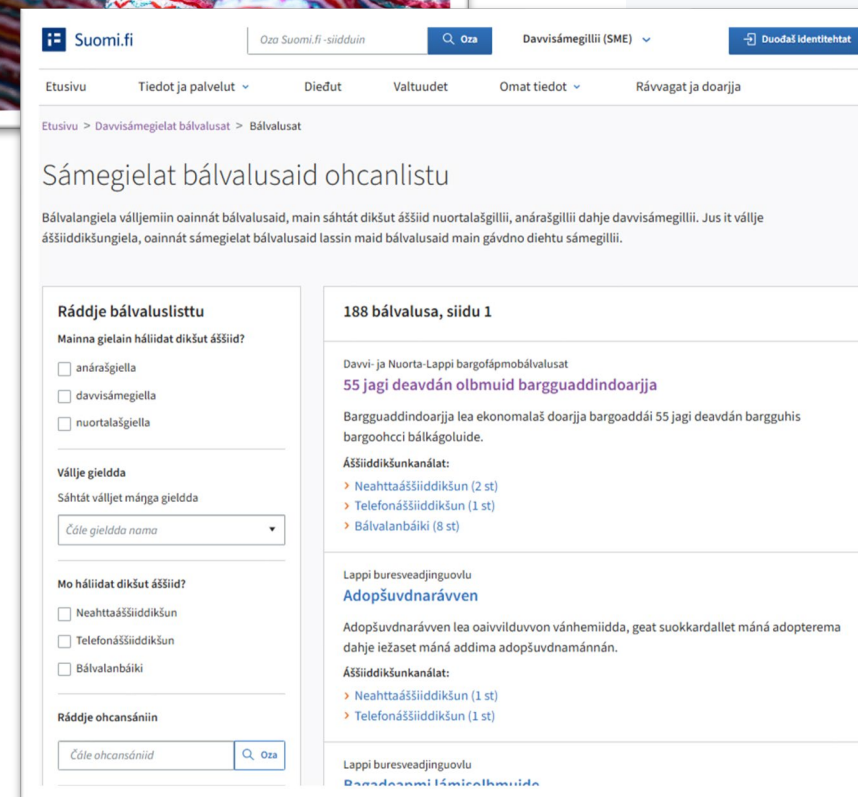 Suomi.fi
Oza Suomi.fi -siidduin
Oza
Davvisámegillii (SME)
Duođaš identitehtat
Etusivu
Tiedot ja palvelut
Dieđut
Valtuudet
Omat tiedot
Rávvagat ja doarjja
Etusivu > Davvisámegielat bálvalusat > Bálvalusat
Sámegielat bálvalusaid ohcanlistu
Bálvalangiela válljemiin oainnát bálvalusaid, main sáhtát dikšut áššiid nuortalašgillii, anárašgillii dahje davvisámegillii. Jus it vállje
áššiiddikšungiela, oainnát sámegielat bálvalusaid lassin maid bálvalusaid main gávdno diehtu sámegillii.
Ráddje bálvaluslisttu
Mainna gielain háliidat dikšut áššiid?
anárašgiella
davvisámegiella
nuortalašgiella
Vállje gieldda
Sáhtát válljet máŋga gieldda
Čále gieldda nama
Mo háliidat dikšut áššiid?
Neahttaáššiiddikšun
Telefonáššiiddikšun
Bálvalanbáiki
Ráddje ohcansániin
Čále ohcansániid
Oza
188 bálvalusa, siidu 1
Davvi- ja Nuorta-Lappi bargofápmobálvalusat
55 jagi deavdán olbmuid bargguaddindoarjja
Bargguaddindoarjja lea ekonomalaš doarjja bargoaddái 55 jagi deavdán bargguhis
bargoohcci bálkágoluide.
Áššiiddikšunkanálat:
Neahttaáššiiddikšun (2 st)
Telefonáššiiddikšun (1 st)
Bálvalanbáiki (8 st)
Lappi buresveadjinguovlu
Adopšuvdnarávven
Adopšuvdnarávven lea oaivvilduvvon vánhemiidda, geat suokkardallet máná adopterema
dahje iežaset máná addima adopšuvdnamánnán.
Áššiiddikšunkanálat:
Neahttaáššiiddikšun (1 st)
Telefonáššiiddikšun (1 st)
Lappi buresveadjinguovlu